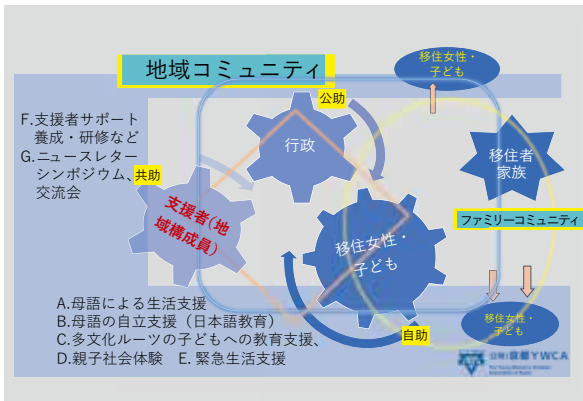 地域コミュニティ
移住女性・
子ども
公助
F.支援者サポート
養成・研修など
G.ニュースレター
シンポジウム、
交流会
共助
行政
移住者
家族
支援者(地
域構成員)
ファミリーコミュニティ
移住女性・
子ども
A.母語による生活支援
B.母語の自立支援（日本語教育）
C.多文化ルーツの子どもへの教育支援、
D.親子社会体験　E. 緊急生活支援
自助
移住女性・
子ども
京都YWCA